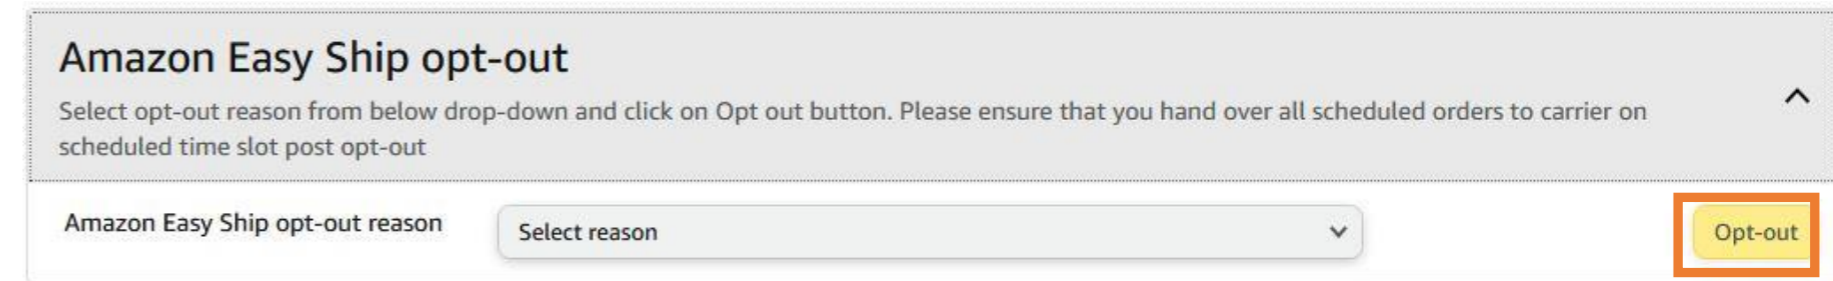 Amazon Easy Ship opt-out
Select opt-out reason from below drop-down and click on Opt out button. Please ensure that you hand over all scheduled orders to carrier on
scheduled time slot post opt-out
Amazon Easy Ship opt-out reason
Select reason
Opt-out